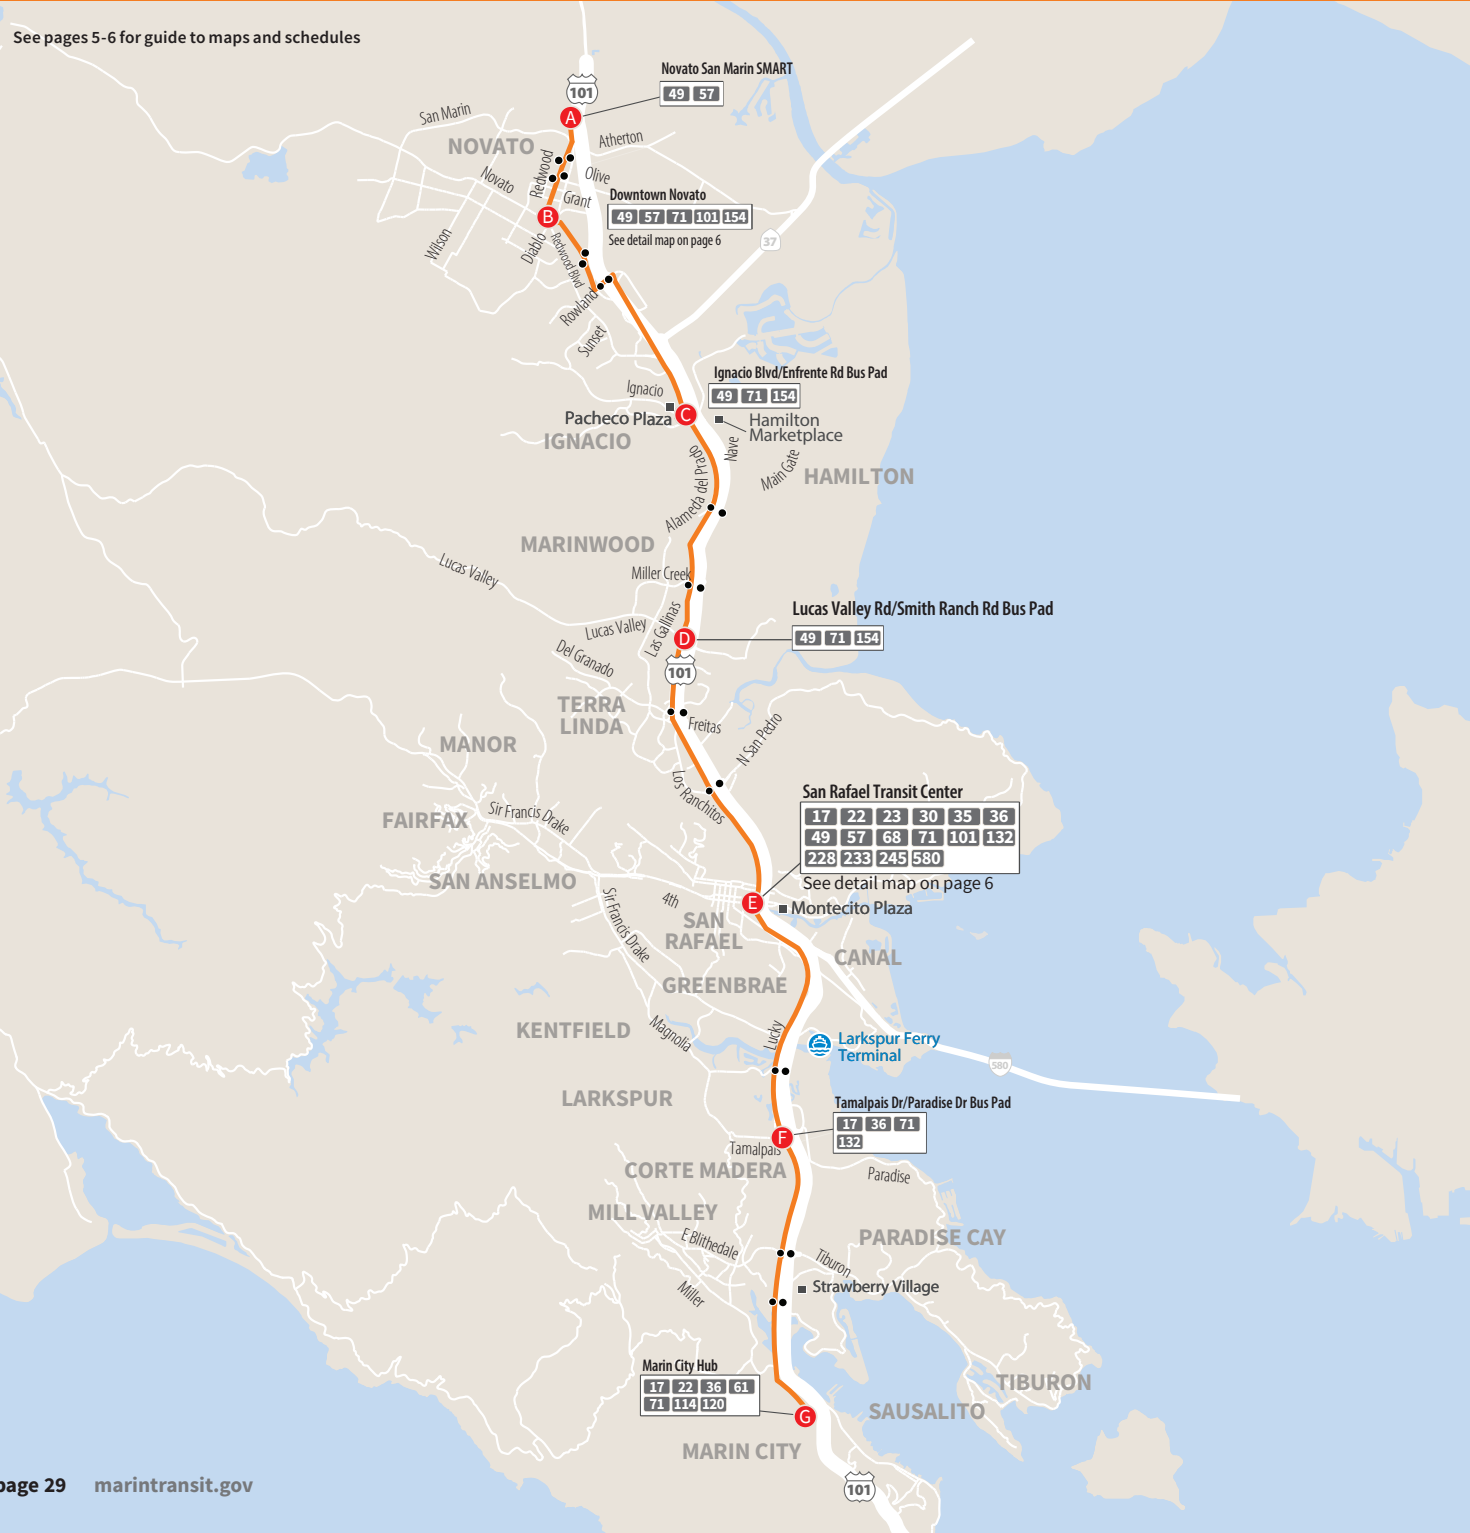 See pages 5-6 for guide to maps and schedules
Novato San Marin SMART
101
49 57
A
San Marin
NOVATO
Atherton
Redwood
Novato
Olive
Grant
Downtown Novato
B
49 57 71 101 154
See detail map on page 6
37
Wilson
Diablo
Redwood Blvd
Rowland
Sunset
Ignacio Blvd/Enfrente Rd Bus Pad
Ignacio
49 71 154
Pacheco Plaza
C
Hamilton
Marketplace
IGNACIO
Nave
Main Gate
HAMILTON
Alameda del Prado
MARINWOOD
Lucas Valley
Miller Creek
Lucas Valley Rd/Smith Ranch Rd Bus Pad
Lucas Valley
Las Gallinas
D
49 71 154
Del Granado
101
TERRA
LINDA
Freitas
N San Pedro
MANOR
Los Ranchitos
San Rafael Transit Center
17 22 23 30 35 36
49 57 68 71 101 132
228 233 245 580
See detail map on page 6
FAIRFAX
Sir Francis Drake
SAN ANSELMO
4th
E
Montecito Plaza
SAN
RAFAEL
Sir Francis Drake
CANAL
GREENBRAE
KENTFIELD
Magnolia
Lucky
Larkspur Ferry
Terminal
580
LARKSPUR
Tamalpais Dr/Paradise Dr Bus Pad
17 36 71
132
F
Tamalpais
CORTE MADERA
Paradise
MILL VALLEY
E Blithedale
PARADISE CAY
Tiburon
Strawberry Village
Miller
Marin City Hub
17 22 36 61
71 114 120
G
TIBURON
SAUSALITO
MARIN CITY
101
page 29 marintransit.gov